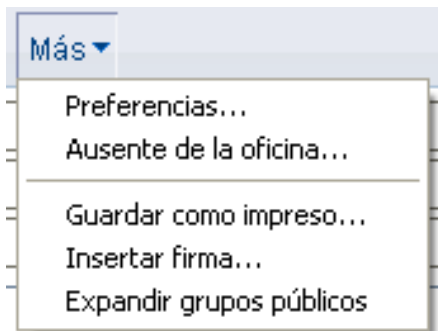 Más
Preferencias...
Ausente de la oficina...
Guardar como impreso...
Insertar firma...
Expandir grupos públicos